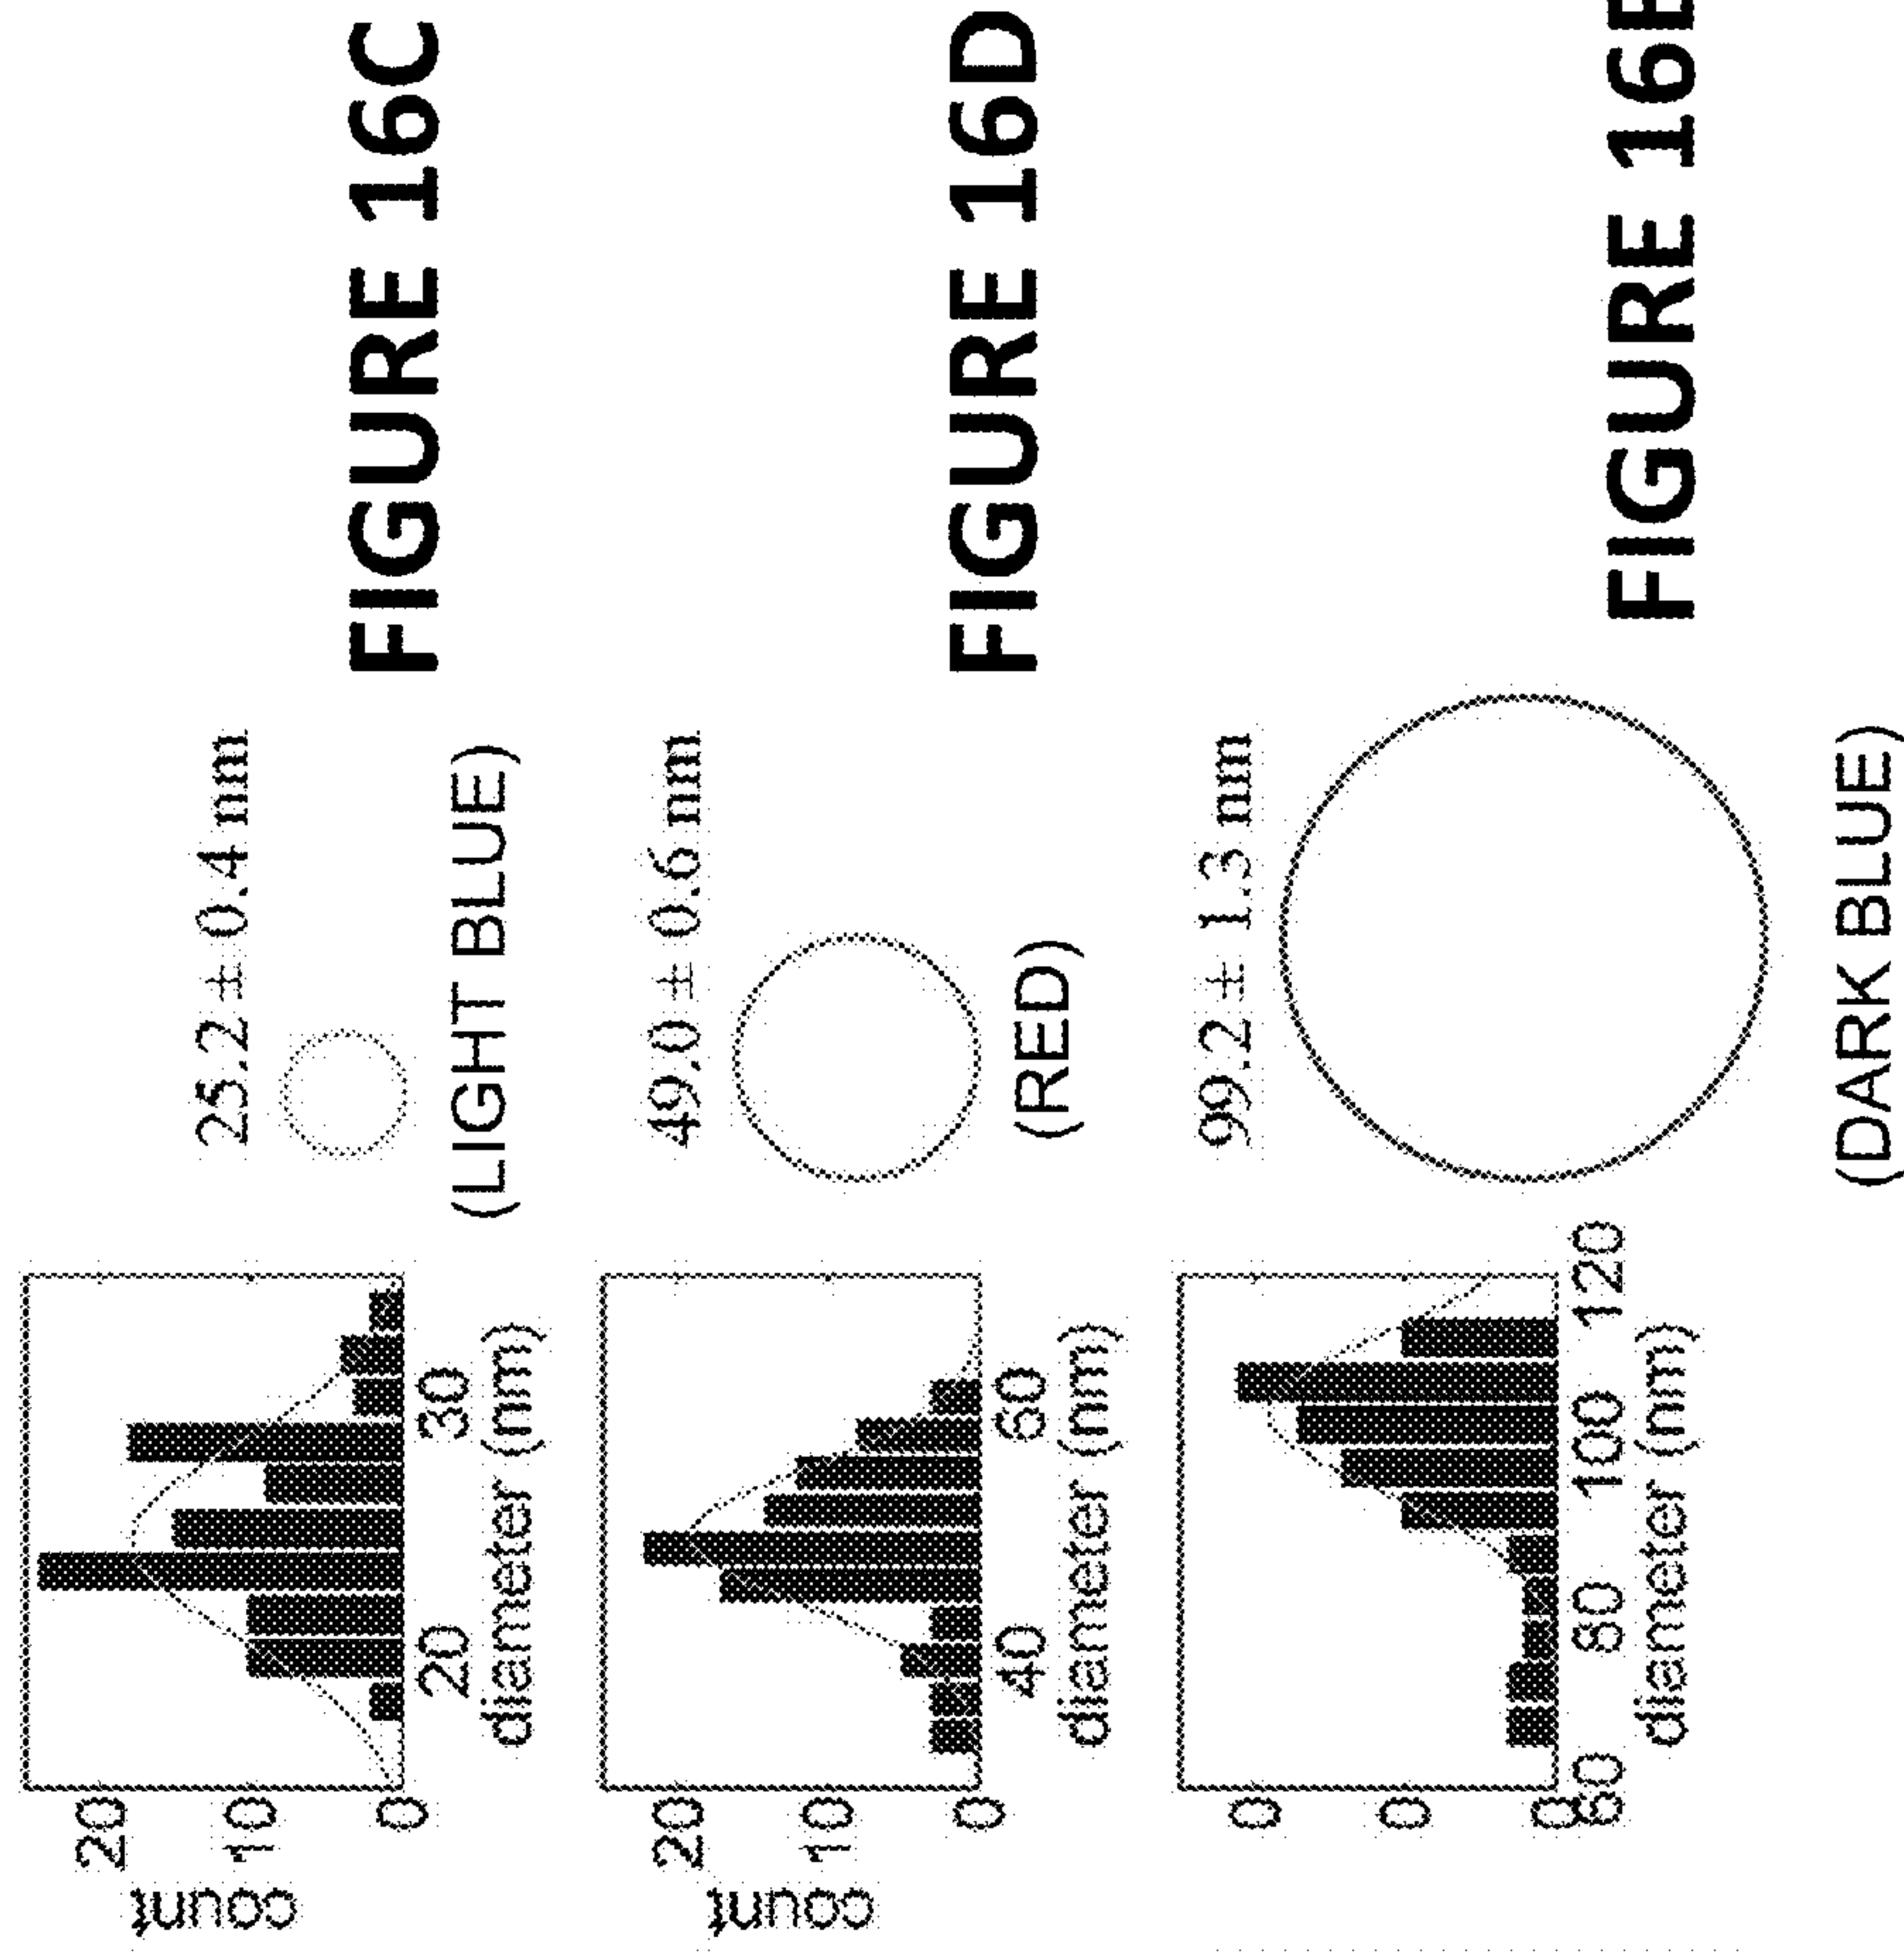 25.2 ± 0.4 nm
count
20
10
0
20 30
diameter (nm)
(LIGHT BLUE)
FIGURE 16C
49.0 ± 0.6 nm
count
20
10
0
40 60
diameter (nm)
(RED)
FIGURE 16D
99.2 ± 1.3 nm
0
0
0
60 80 100 120
diameter (nm)
(DARK BLUE)
FIGURE 16E